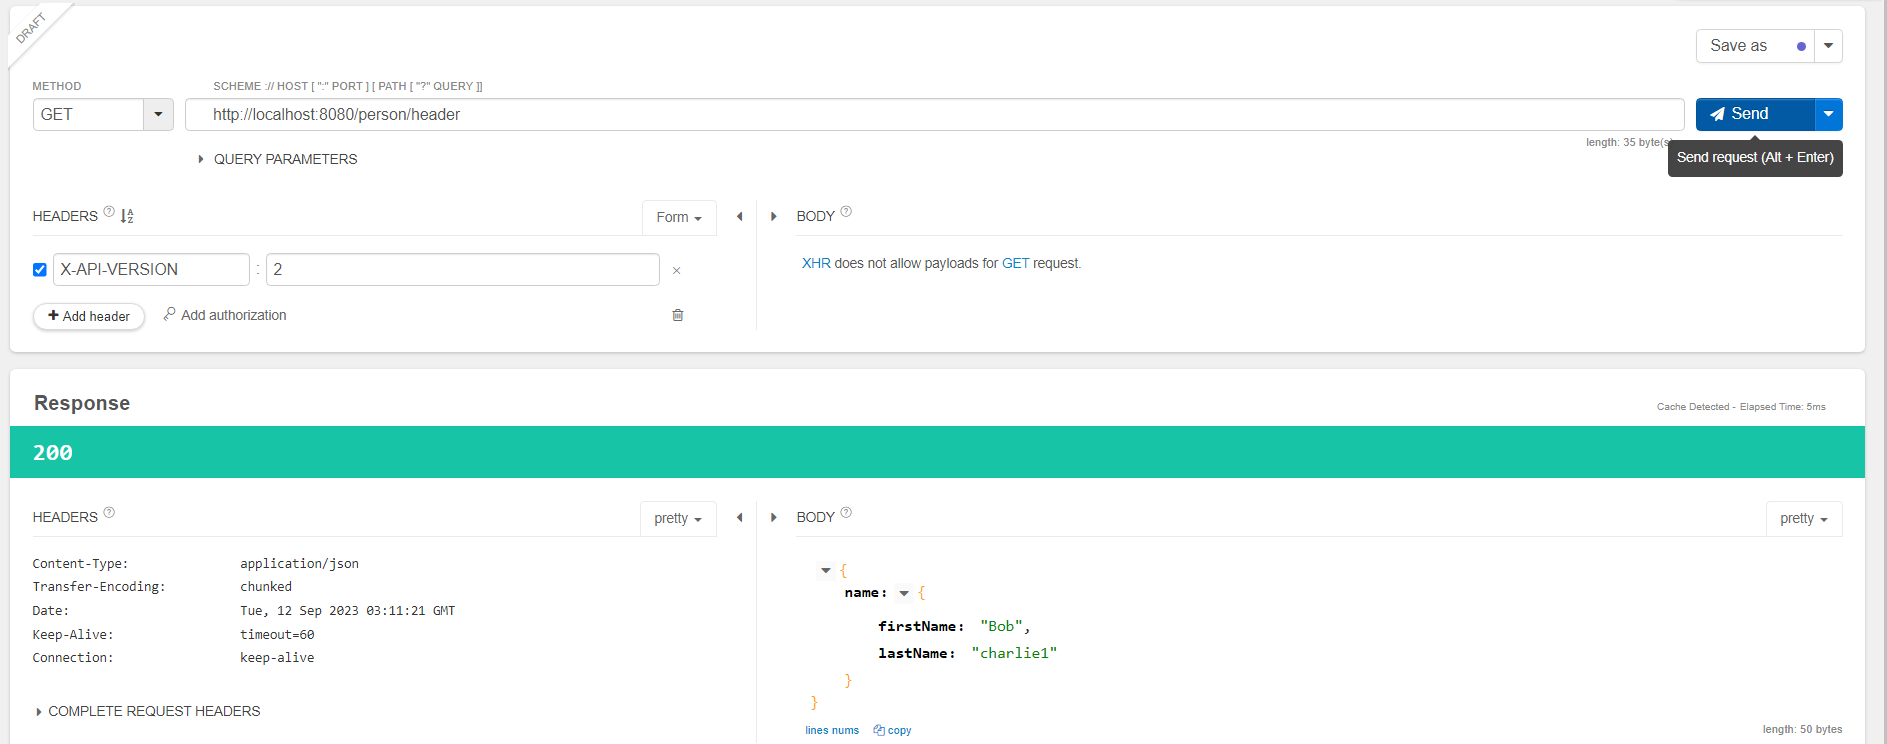 DRAFT
Save as
METHOD
SCHEME :// HOST [ ":" PORT ] [ PATH [ "?" QUERY ]]
GET
http://localhost:8080/person/header
Send
length: 35 byte(s)
Send request (Alt + Enter)
QUERY PARAMETERS
HEADERS ? A Z
Form
BODY ?
X-API-VERSION : 2 ×
XHR does not allow payloads for GET request.
+ Add header
Add authorization
Response
Cache Detected - Elapsed Time: 5ms
200
HEADERS ?
pretty
BODY ?
pretty
Content-Type: application/json
Transfer-Encoding: chunked
Date: Tue, 12 Sep 2023 03:11:21 GMT
Keep-Alive: timeout=60
Connection: keep-alive
COMPLETE REQUEST HEADERS
{
name: {
firstName: "Bob",
lastName: "charlie1"
}
}
lines nums copy
length: 50 bytes